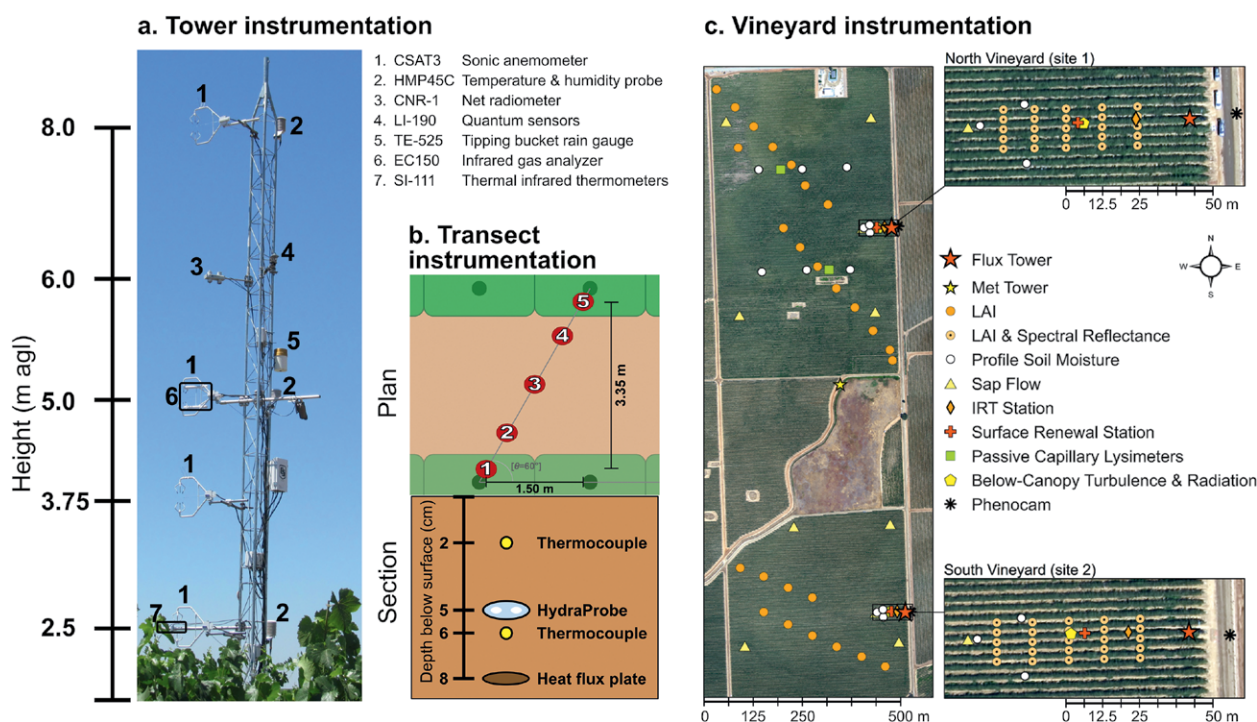 a. Tower instrumentation
1. CSAT3 Sonic anemometer
2. HMP45C Temperature & humidity probe
3. CNR-1 Net radiometer
4. LI-190 Quantum sensors
5. TE-525 Tipping bucket rain gauge
6. EC150 Infrared gas analyzer
7. SI-111 Thermal infrared thermometers
Height (m agl)
8.0
6.0
5.0
3.75
2.5
1
2
4
3
5
1
6
2
1
1
7
2
b. Transect
instrumentation
Plan
5
4
3
2
1
3.35 m
[θ=60°]
1.50 m
Section
Depth below surface (cm)
2
Thermocouple
5
HydraProbe
6
Thermocouple
8
Heat flux plate
c. Vineyard instrumentation
0 125 250 500 m
North Vineyard (site 1)
0 12.5 25 50 m
N
W
E
S
Flux Tower
Met Tower
LAI
LAI & Spectral Reflectance
Profile Soil Moisture
Sap Flow
IRT Station
Surface Renewal Station
Passive Capillary Lysimeters
Below-Canopy Turbulence & Radiation
Phenocam
South Vineyard (site 2)
0 12.5 25 50 m